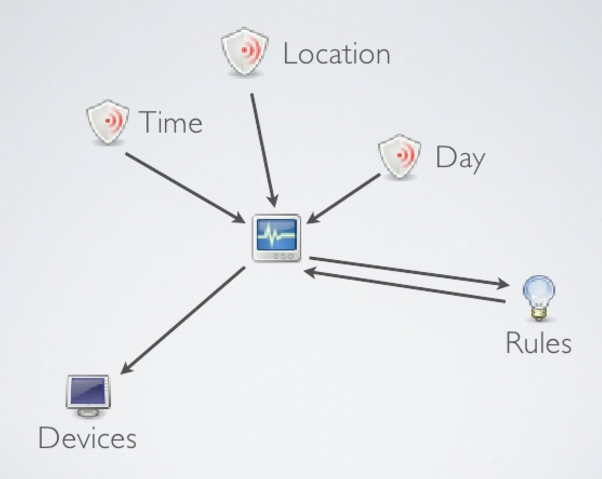 Location
Time
Day
Rules
Devices